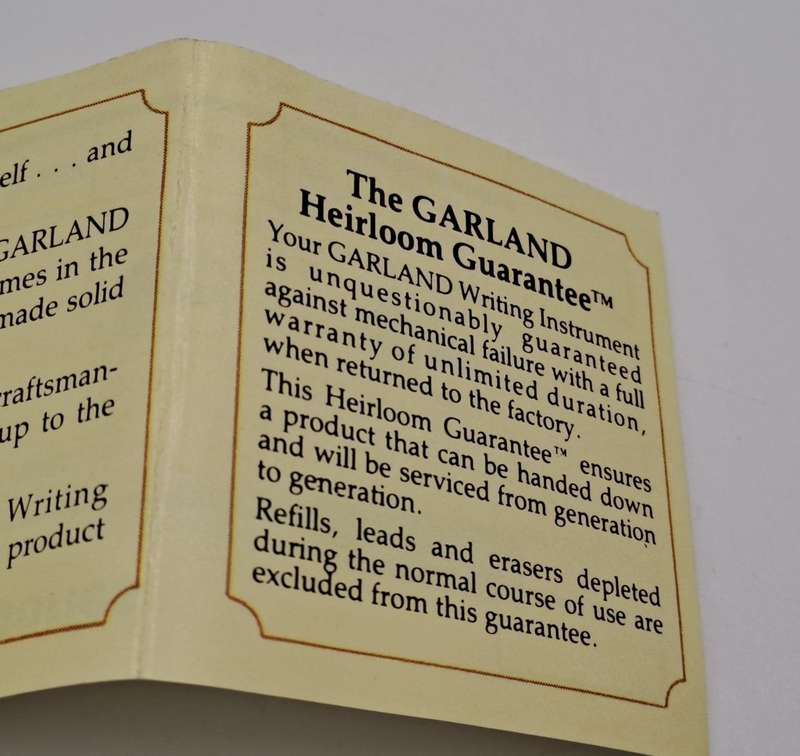 elf . . . and
GARLAND
mes in the
made solid
raftsman-
up to the
Writing
product
The GARLAND
Heirloom Guarantee™
Your GARLAND Writing Instrument
is unquestionably guaranteed
against mechanical failure with a full
warranty of unlimited duration,
when returned to the factory.
This Heirloom Guarantee™ ensures
a product that can be handed down
and will be serviced from generation
to generation.
Refills, leads and erasers depleted
during the normal course of use are
excluded from this guarantee.